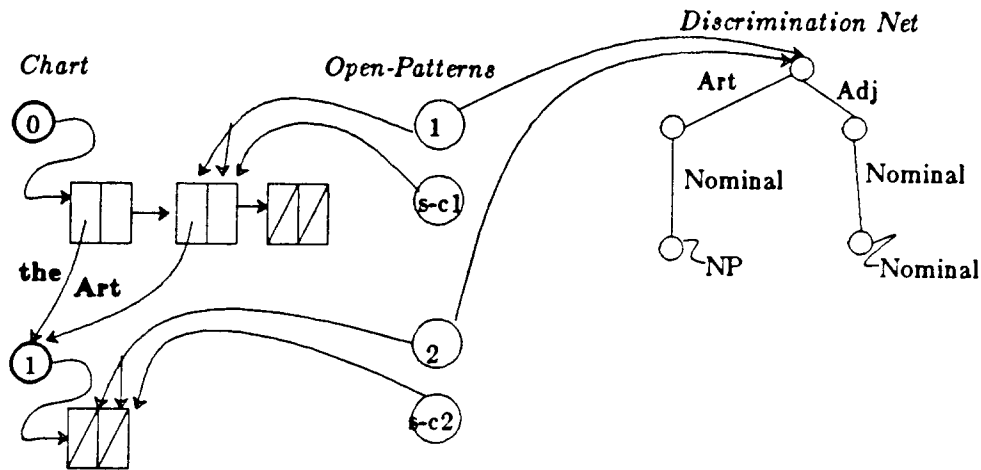 Discrimination Net
Chart
Open-Patterns
Art
Adj
0
1
Nominal
Nominal
s-c1
the
Art
NP
Nominal
1
2
s-c2